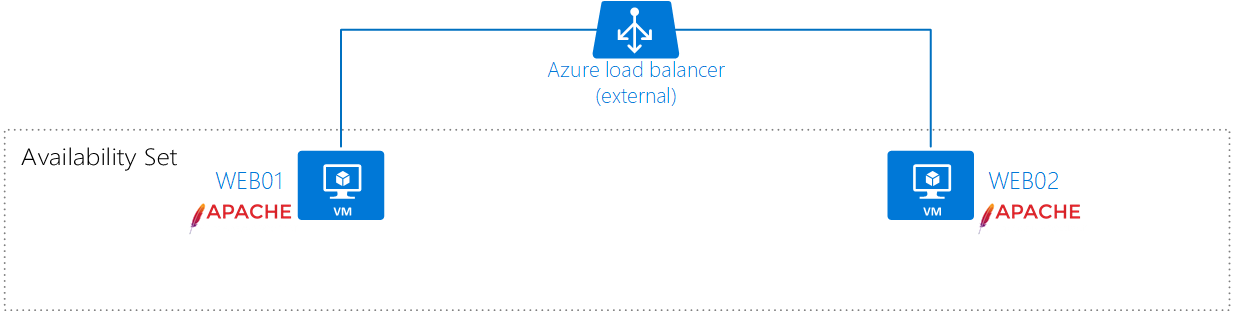 Azure load balancer
(external)
Availability Set
WEB01
VM
APACHE
WEB02
VM
APACHE